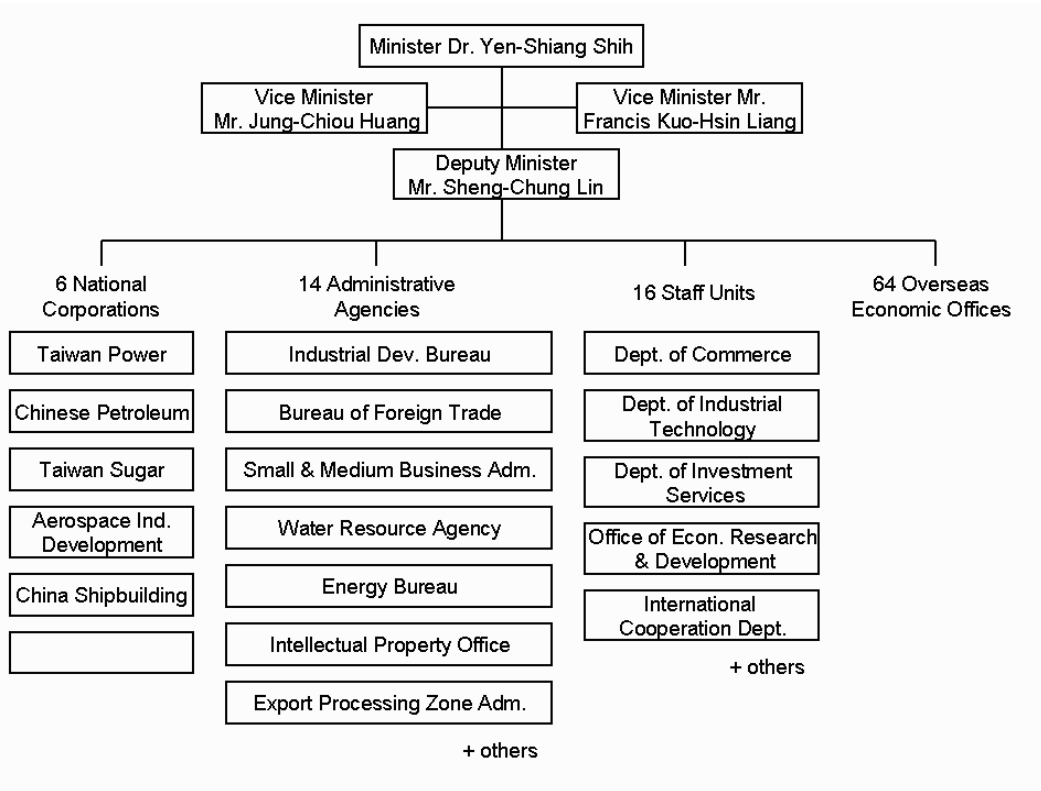 Minister Dr. Yen-Shiang Shih
Vice Minister
Mr. Jung-Chiou Huang
Vice Minister Mr.
Francis Kuo-Hsin Liang
Deputy Minister
Mr. Sheng-Chung Lin
6 National
Corporations
Taiwan Power
Chinese Petroleum
Taiwan Sugar
Aerospace Ind.
Development
China Shipbuilding
14 Administrative
Agencies
Industrial Dev. Bureau
Bureau of Foreign Trade
Small & Medium Business Adm.
Water Resource Agency
Energy Bureau
Intellectual Property Office
Export Processing Zone Adm.
+ others
16 Staff Units
Dept. of Commerce
Dept. of Industrial
Technology
Dept. of Investment
Services
Office of Econ. Research
& Development
International
Cooperation Dept.
+ others
64 Overseas
Economic Offices